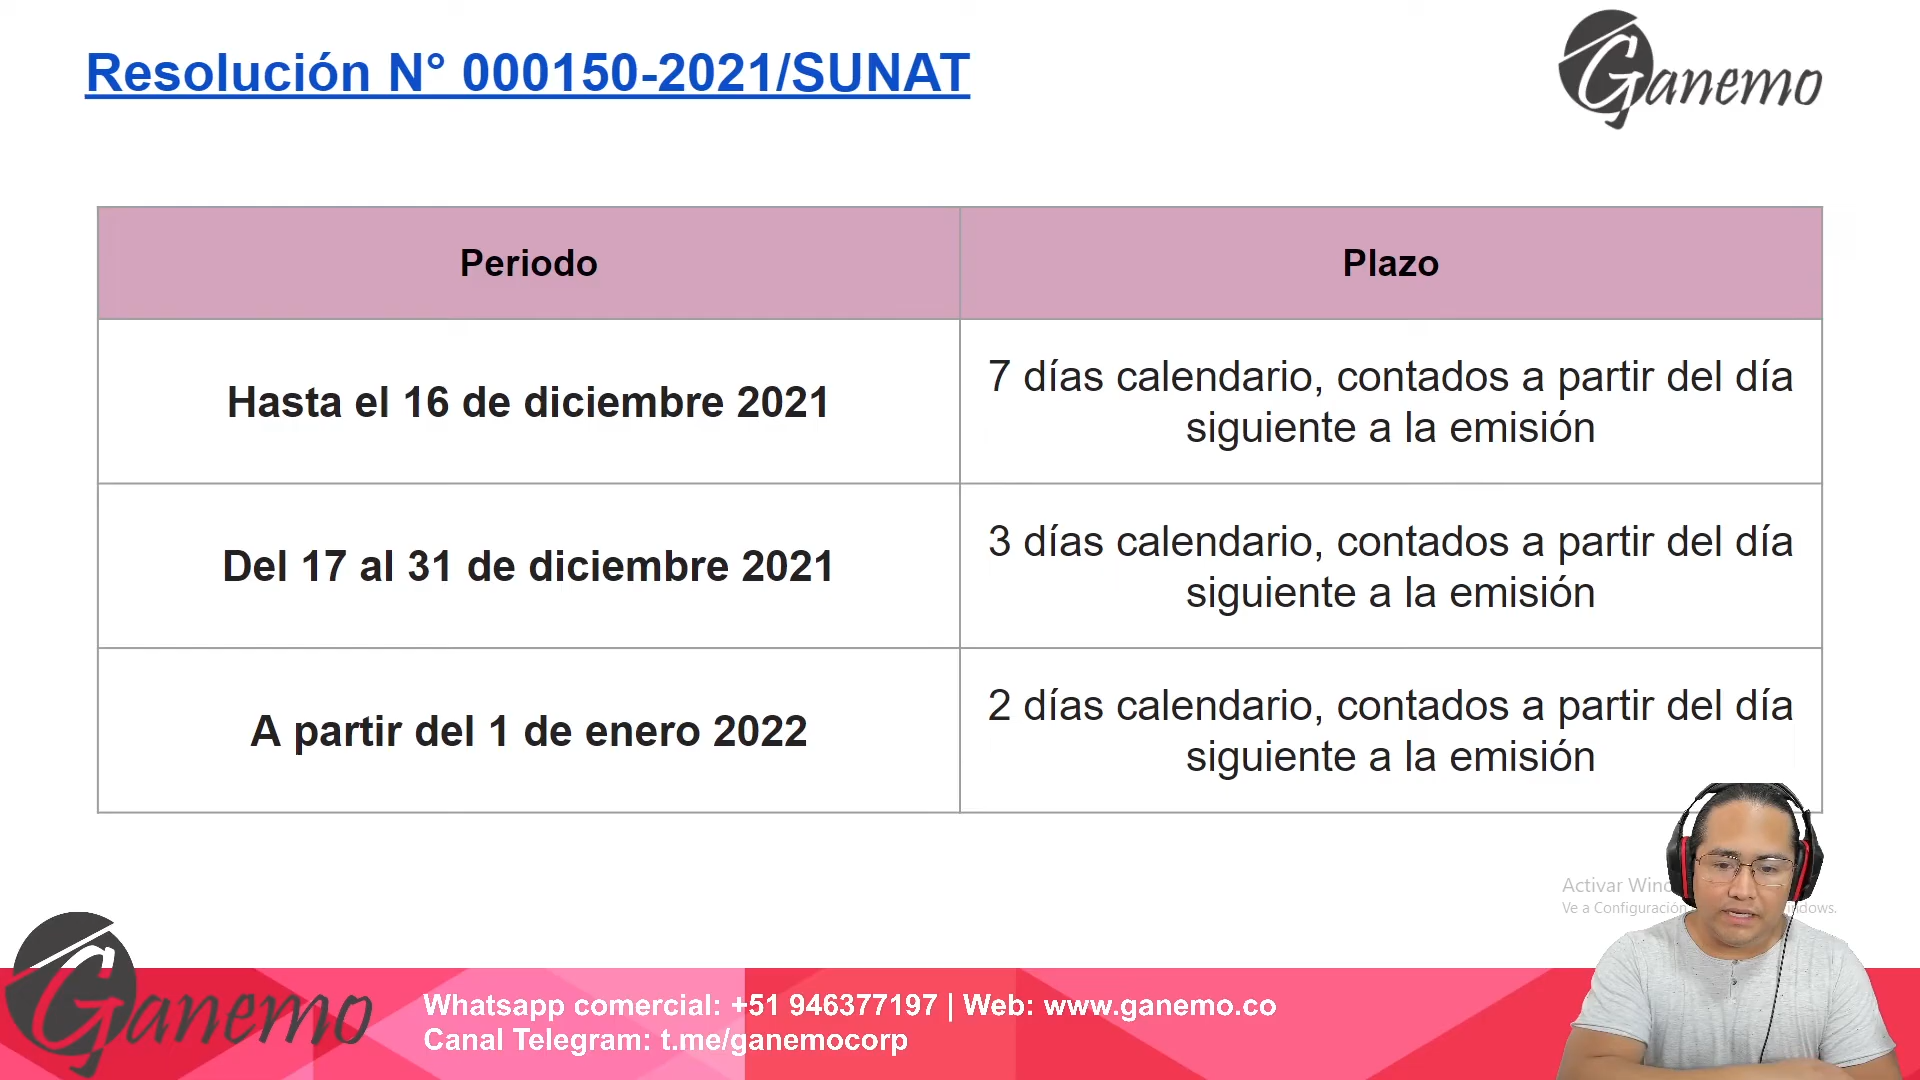 Resolución N° 000150-2021/SUNAT
Ganemo
Periodo
Plazo
Hasta el 16 de diciembre 2021
7 días calendario, contados a partir del día
siguiente a la emisión
Del 17 al 31 de diciembre 2021
3 días calendario, contados a partir del día
siguiente a la emisión
A partir del 1 de enero 2022
2 días calendario, contados a partir del día
siguiente a la emisión
Activar
Ve a Configuración
Ganemo
Whatsapp comercial: +51 946377197 | Web: www.ganemo.co
Canal Telegram: t.me/ganemocorp